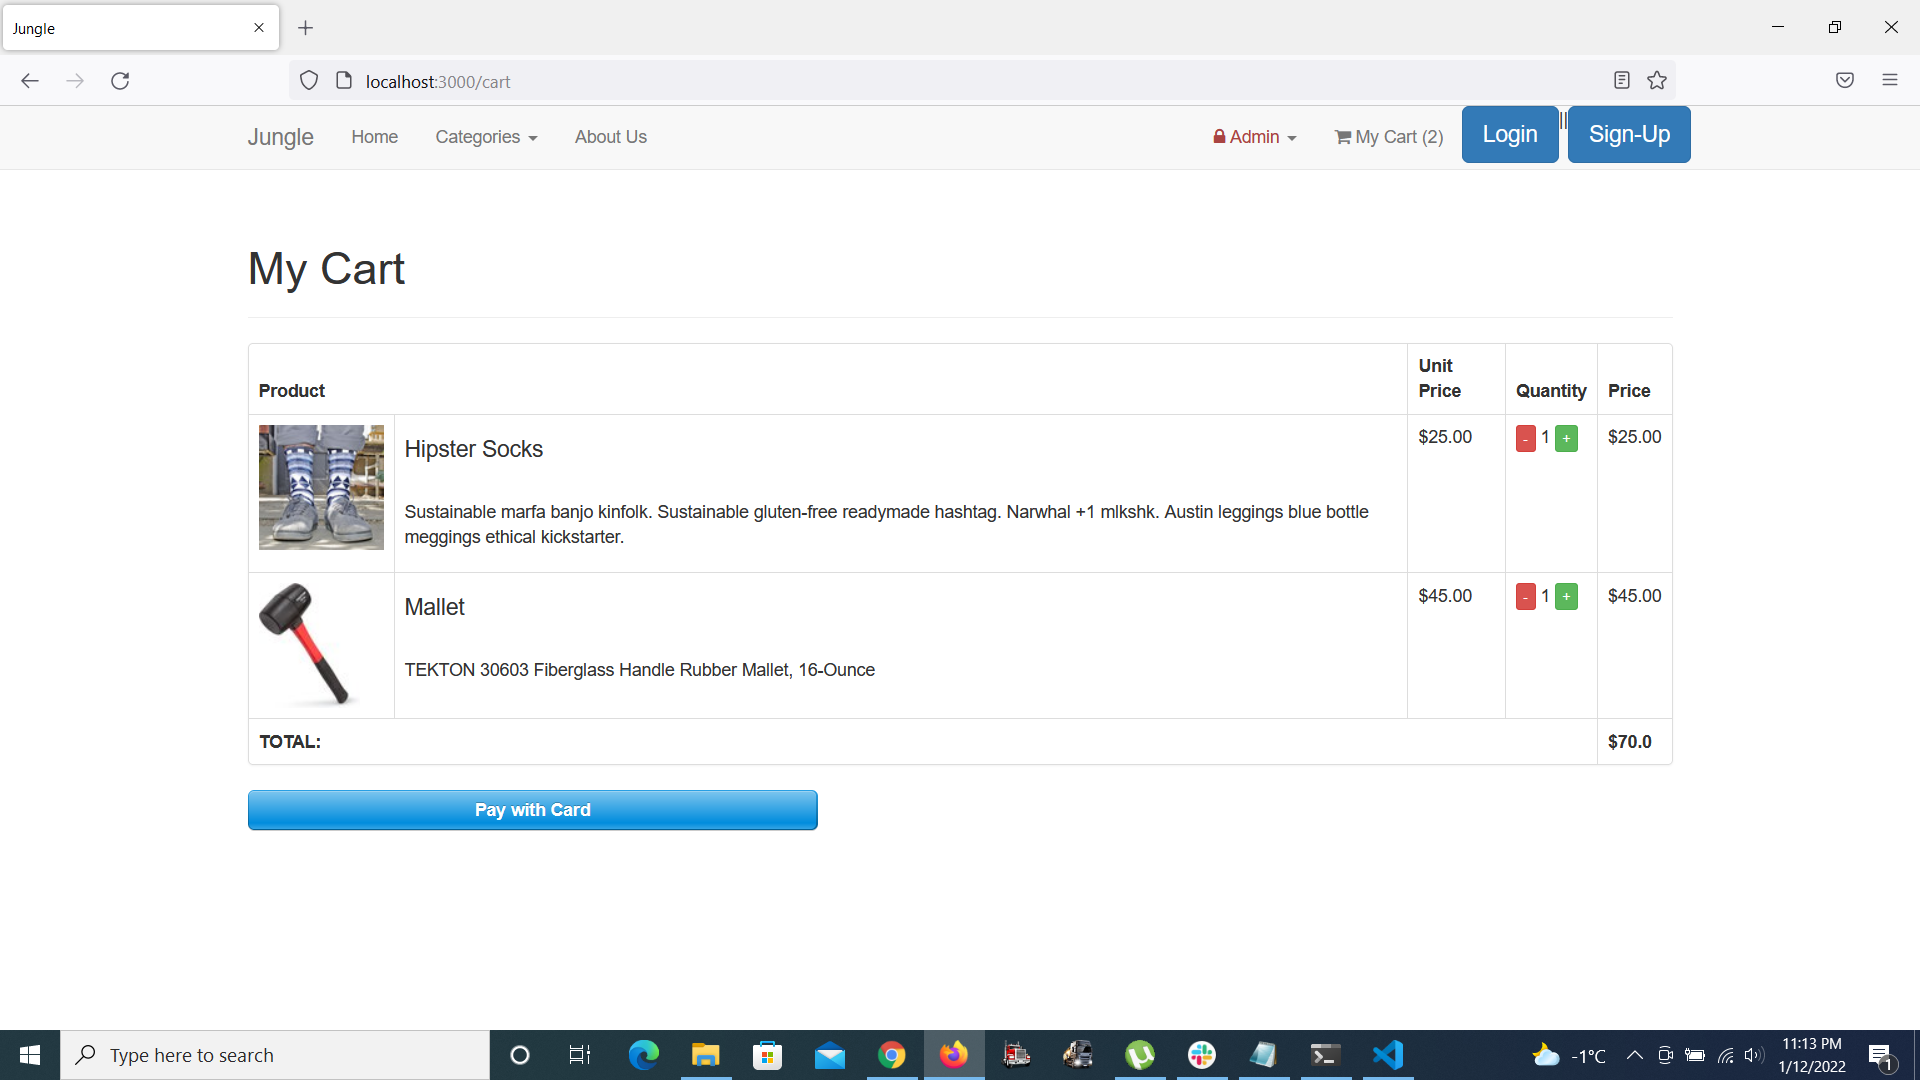 Jungle
localhost:3000/cart
Jungle Home Categories About Us Admin My Cart (2) Login || Sign-Up
My Cart
Product Unit Price Quantity Price
Hipster Socks $25.00 - 1 + $25.00
Sustainable marfa banjo kinfolk. Sustainable gluten-free readymade hashtag. Narwhal +1 mlkshk. Austin leggings blue bottle
meggings ethical kickstarter.
Mallet $45.00 - 1 + $45.00
TEKTON 30603 Fiberglass Handle Rubber Mallet, 16-Ounce
TOTAL: $70.0
Pay with Card
Type here to search
-1°C
11:13 PM
1/12/2022
1